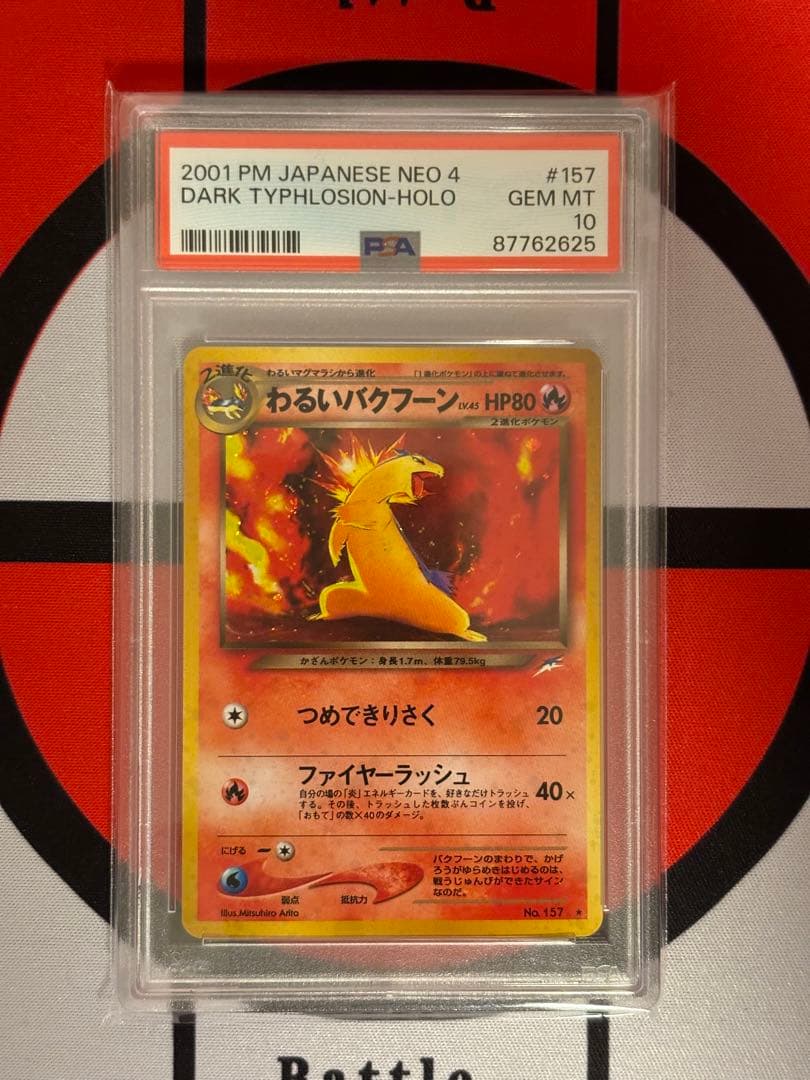 2001 PM JAPANESE NEO 4 #157
DARK TYPHLOSION-HOLO GEM MT
10
PSA 87762625
2進化
わるいマグマラシから進化 「1進化ポケモン」の上に重ねて進化させます。
わるいバクフーン LV.45 HP80
2進化ポケモン
かざんポケモン：身長1.7m、体重79.5kg
つめできりさく 20
ファイヤーラッシュ
自分の場の「炎」エネルギーカードを、好きなだけトラッシュ
する。その後、トラッシュした枚数ぶんコインを投げ、
「おもて」の数×40のダメージ。
40×
にげる
弱点 抵抗力
バクフーンのまわりで、かげ
ろうがゆらめきはじめるのは、
戦うじゅんびができたサイン
なのだ。
Illus.Mitsuhiro Arita No. 157 ★
Battle